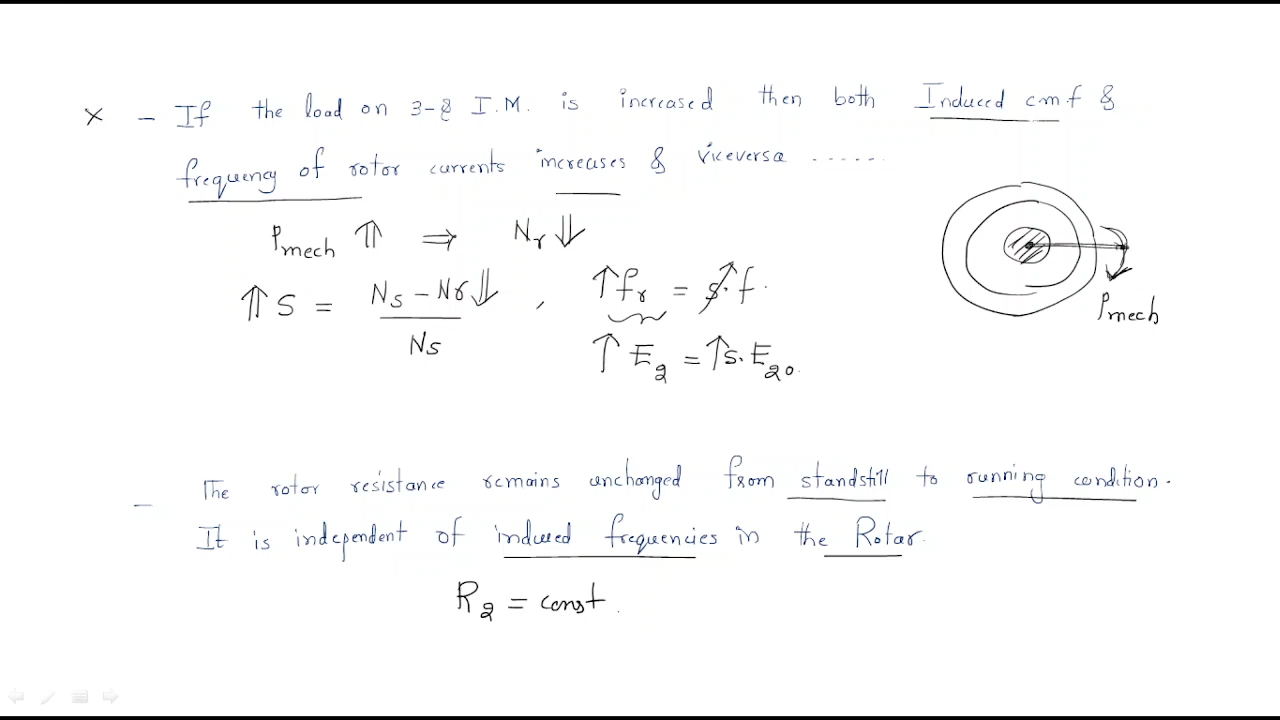 × - If the load on 3-ϕ I.M. is increased then both Induced emf &
frequency of rotor currents increases & viceversa ......
Pmech ⇑ ⇒ Nr ⇓
⇑ S = (Ns - Nr ⇓) / Ns , ↑ fr = s↑. f.
↑ E2 = ↑ s. E20.
Pmech
- The rotor resistance remains unchanged from standstill to running condition.
It is independent of induced frequencies in the Rotar.
R2 = const.